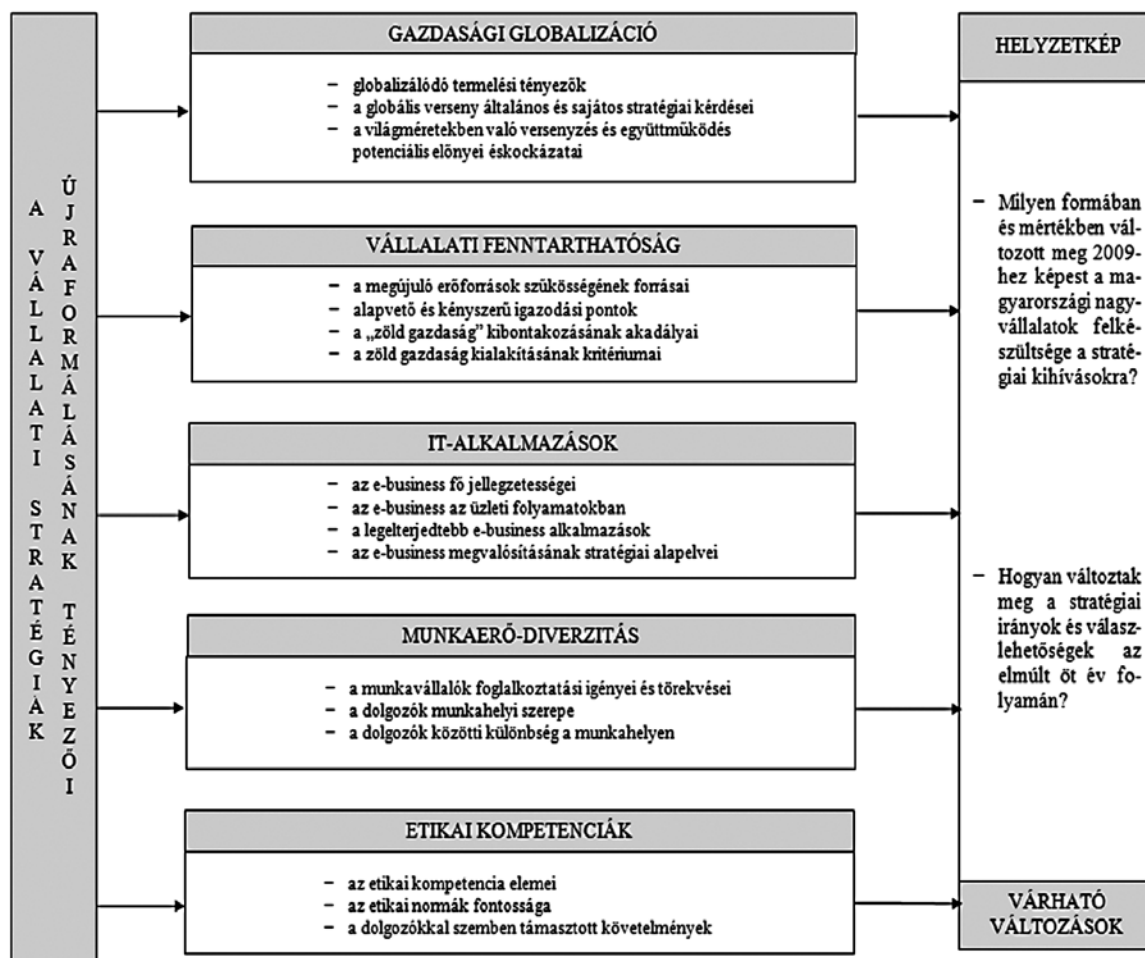 A VÁLLALATI STRATÉGIÁK
ÚJRAFORMÁLÁSÁNAK TÉNYEZŐI
GAZDASÁGI GLOBALIZÁCIÓ
– globalizálódó termelési tényezők
– a globális verseny általános és sajátos stratégiai kérdései
– a világméretekben való versenyzés és együttműködés
potenciális előnyei éskockázatai
VÁLLALATI FENNTARTHATÓSÁG
– a megújuló erőforrások szűkösségének forrásai
– alapvető és kényszerű igazodási pontok
– a „zöld gazdaság” kibontakozásának akadályai
– a zöld gazdaság kialakításának kritériumai
IT-ALKALMAZÁSOK
– az e-business fő jellegzetességei
– az e-business az üzleti folyamatokban
– a legelterjedtebb e-business alkalmazások
– az e-business megvalósításának stratégiai alapelvei
MUNKAERŐ-DIVERZITÁS
– a munkavállalók foglalkoztatási igényei és törekvései
– a dolgozók munkahelyi szerepe
– a dolgozók közötti különbség a munkahelyen
ETIKAI KOMPETENCIÁK
– az etikai kompetencia elemei
– az etikai normák fontossága
– a dolgozókkal szemben támasztott követelmények
HELYZETKÉP
– Milyen formában
és mértékben vál-
tozott meg 2009-
hez képest a ma-
gyarországi nagy-
vállalatok felké-
szültsége a straté-
giai kihívásokra?
– Hogyan változtak
meg a stratégiai
irányok és válasz-
lehetőségek az
elmúlt öt év fo-
lyamán?
VÁRHATÓ
VÁLTOZÁSOK